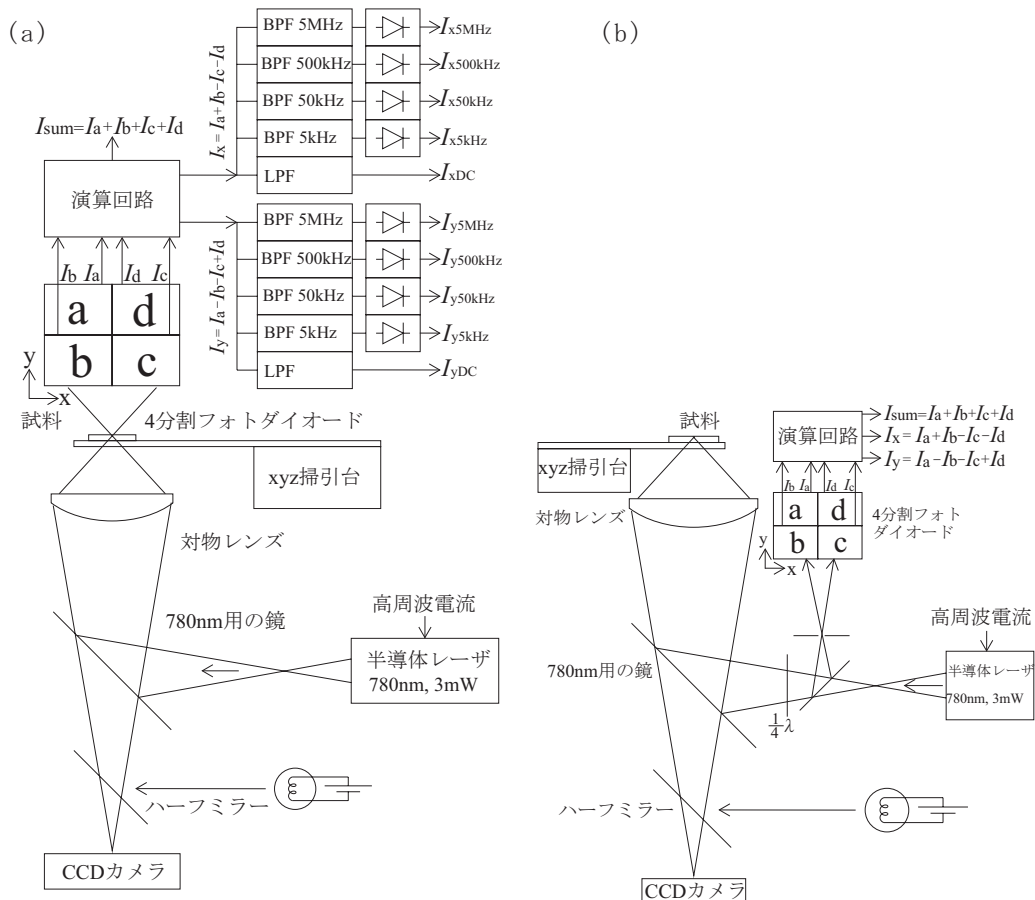 (a)
BPF 5MHz
Ix5MHz
BPF 500kHz
Ix500kHz
BPF 50kHz
Ix50kHz
BPF 5kHz
Ix5kHz
LPF
IxDC
Ix = Ia+Ib-Ic-Id
Isum=Ia+Ib+Ic+Id
演算回路
BPF 5MHz
Iy5MHz
BPF 500kHz
Iy500kHz
BPF 50kHz
Iy50kHz
BPF 5kHz
Iy5kHz
LPF
IyDC
Iy = Ia-Ib-Ic+Id
Ib Ia Id Ic
a d
b c
y
x
試料
4分割フォトダイオード
xyz掃引台
対物レンズ
780nm用の鏡
高周波電流
半導体レーザ
780nm, 3mW
ハーフミラー
CCDカメラ
(b)
試料
xyz掃引台
対物レンズ
演算回路
Isum=Ia+Ib+Ic+Id
Ix = Ia+Ib-Ic-Id
Iy = Ia-Ib-Ic+Id
Ib Ia Id Ic
a d
b c
y
x
4分割フォト
ダイオード
高周波電流
半導体レーザ
780nm, 3mW
780nm用の鏡
1/4 λ
ハーフミラー
CCDカメラ